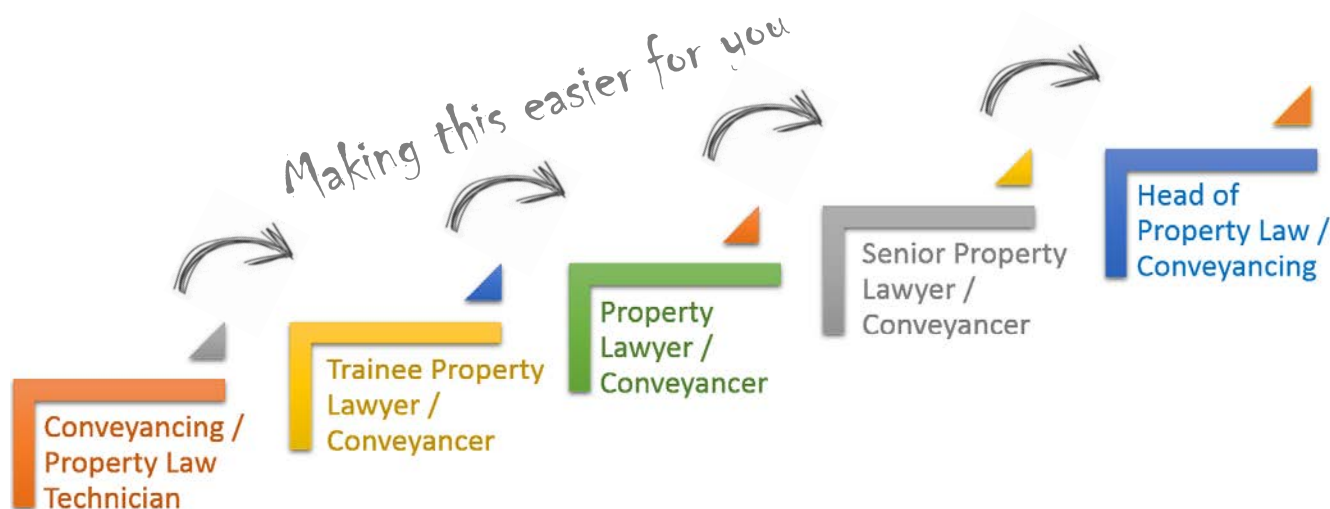 Making this easier for you
Conveyancing /
Property Law
Technician
Trainee Property
Lawyer /
Conveyancer
Property
Lawyer /
Conveyancer
Senior Property
Lawyer /
Conveyancer
Head of
Property Law /
Conveyancing